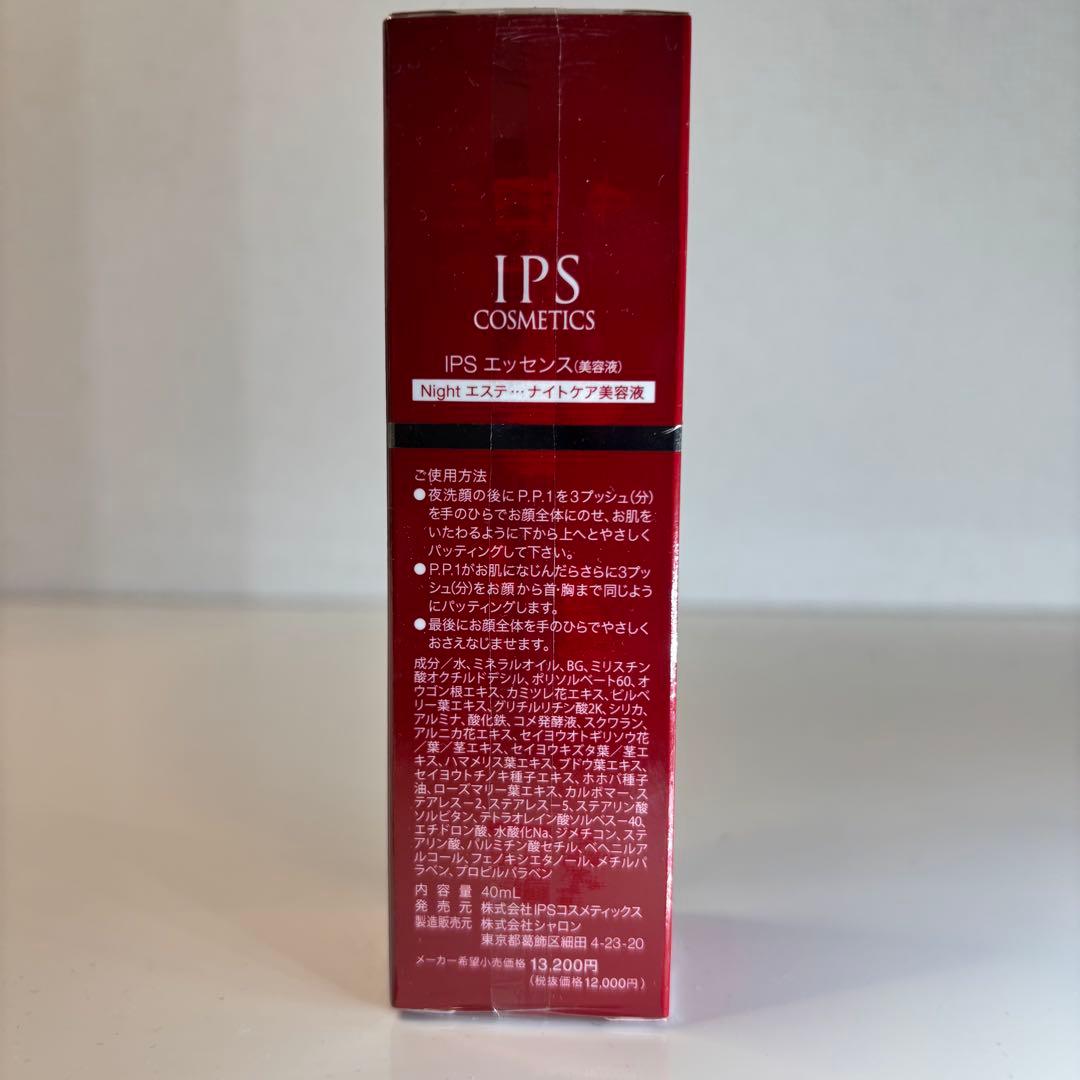 IPS
COSMETICS
IPS エッセンス(美容液)
Night エステ…ナイトケア美容液
ご使用方法
●夜洗顔の後にP.P.1を3プッシュ(分)
を手のひらでお顔全体にのせ、お肌を
いたわるように下から上へとやさしく
パッティングして下さい。
●P.P.1がお肌になじんだらさらに3プッ
シュ(分)をお顔から首・胸まで同じよう
にパッティングします。
●最後にお顔全体を手のひらでやさしく
おさえなじませます。
成分/水、ミネラルオイル、BG、ミリスチン
酸オクチルドデシル、ポリソルベート60、オ
ウゴン根エキス、カミツレ花エキス、ビルベ
リー葉エキス、グリチルリチン酸2K、シリカ、
アルミナ、酸化鉄、コメ発酵液、スクワラン、
アルニカ花エキス、セイヨウオトギリソウ花
/葉/茎エキス、セイヨウキズタ葉/茎エ
キス、ハマメリス葉エキス、ブドウ葉エキス、
セイヨウトチノキ種子エキス、ホホバ種子
油、ローズマリー葉エキス、カルボマー、ス
テアレス－2、ステアレス－5、ステアリン酸
ソルビタン、テトラオレイン酸ソルベス－40、
エチドロン酸、水酸化Na、ジメチコン、ステ
アリン酸、パルミチン酸セチル、ベヘニルア
ルコール、フェノキシエタノール、メチルパ
ラベン、プロピルパラベン
内容量 40mL
発売元 株式会社IPSコスメティックス
製造販売元 株式会社シャロン
東京都葛飾区細田 4-23-20
メーカー希望小売価格 13,200円
(税抜価格12,000円)